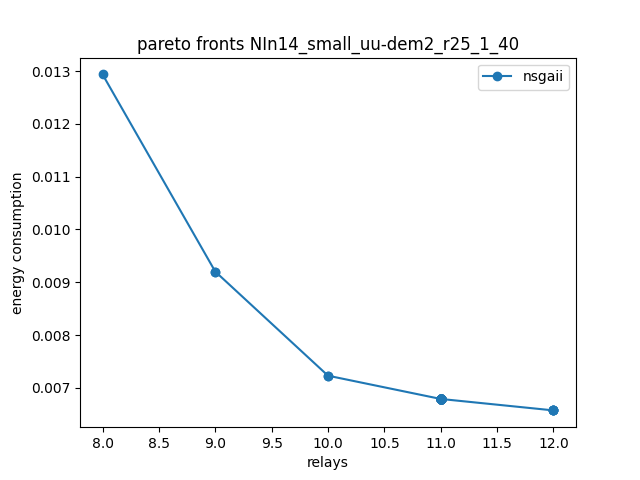 pareto fronts NIn14_small_uu-dem2_r25_1_40
nsgaii
0.013
0.012
0.011
0.010
0.009
0.008
0.007
energy consumption
8.0 8.5 9.0 9.5 10.0 10.5 11.0 11.5 12.0
relays